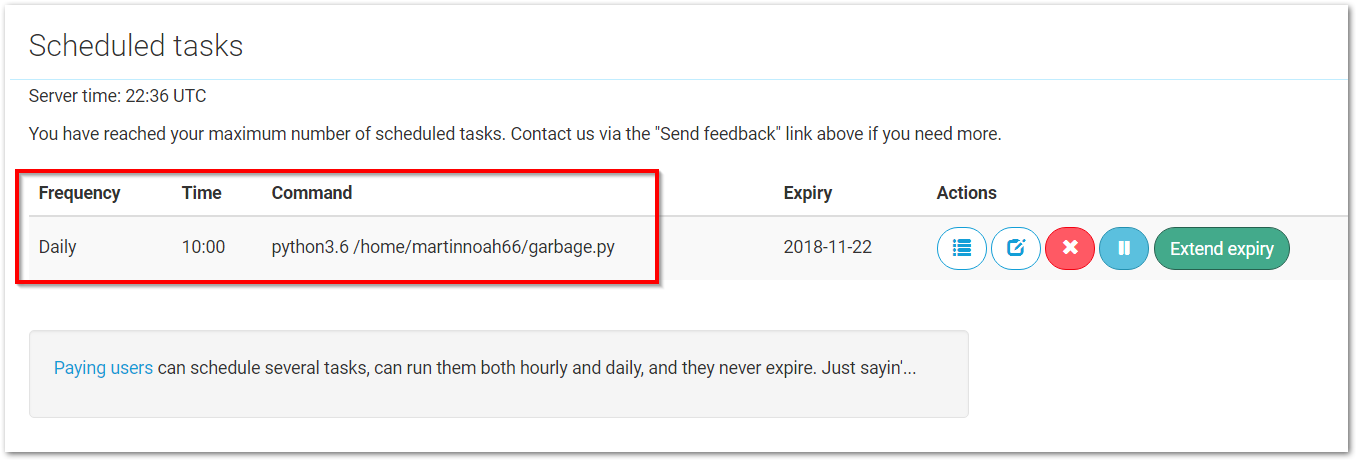 Scheduled tasks
Server time: 22:36 UTC
You have reached your maximum number of scheduled tasks. Contact us via the "Send feedback" link above if you need more.
Frequency Time Command Expiry Actions
Daily 10:00 python3.6 /home/martinnoah66/garbage.py 2018-11-22 Extend expiry
Paying users can schedule several tasks, can run them both hourly and daily, and they never expire. Just sayin'...